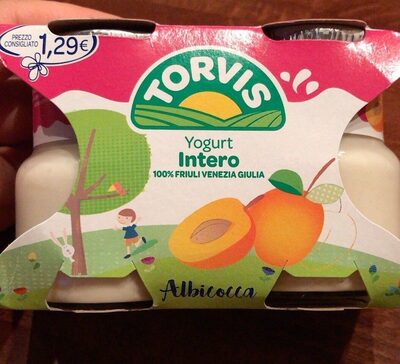 PREZZO
CONSIGLIATO
1,29€
TORVIS
Yogurt
Intero
100% FRIULI VENEZIA GIULIA
Albicocca